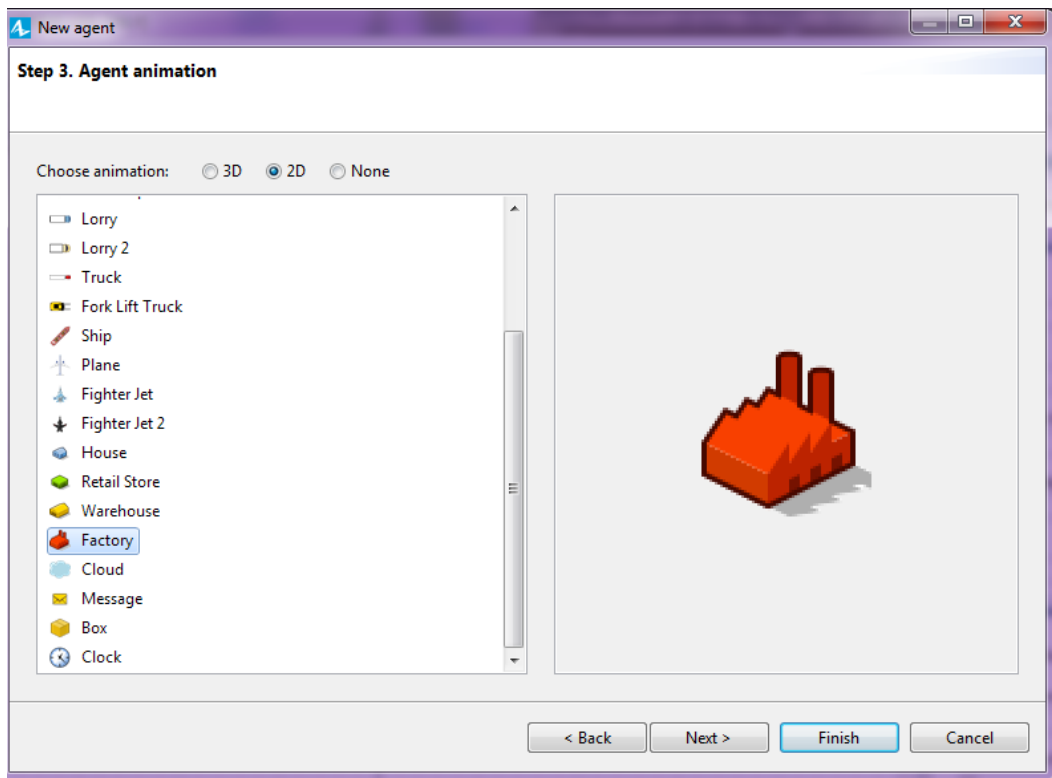 New agent
Step 3. Agent animation
Choose animation: 3D 2D None
Lorry
Lorry 2
Truck
Fork Lift Truck
Ship
Plane
Fighter Jet
Fighter Jet 2
House
Retail Store
Warehouse
Factory
Cloud
Message
Box
Clock
< Back Next > Finish Cancel